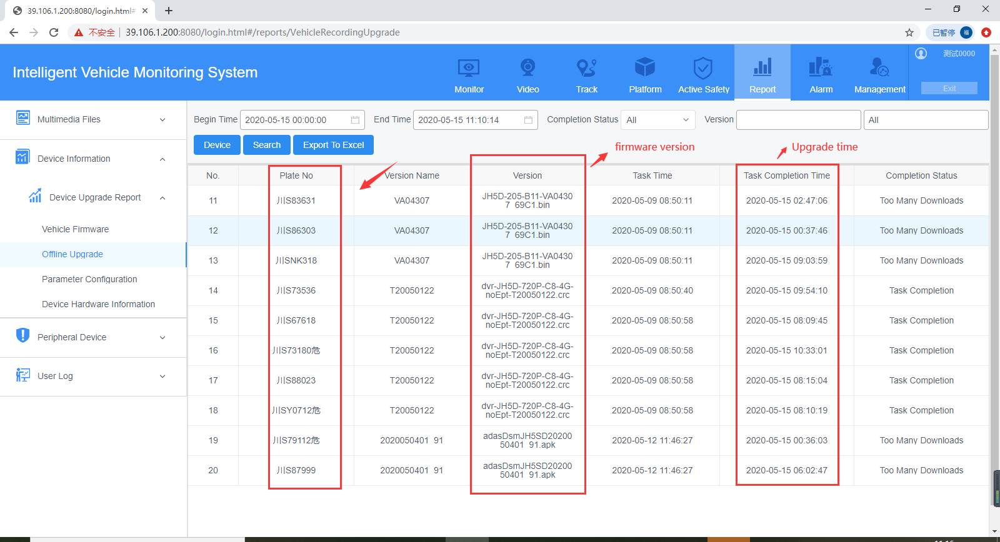 39.106.1.200:8080/login.html#
不安全
39.106.1.200:8080/login.html#/reports/VehicleRecordingUpgrade
已暂停
福
Intelligent Vehicle Monitoring System
Monitor
Video
Track
Platform
Active Safety
Report
Alarm
Management
测试0000
Exit
Multimedia Files
Device Information
Device Upgrade Report
Vehicle Firmware
Offline Upgrade
Parameter Configuration
Device Hardware Information
Peripheral Device
User Log
Begin Time 2020-05-15 00:00:00 End Time 2020-05-15 11:10:14 Completion Status All Version All
Device Search Export To Excel
firmware version
Upgrade time
No. Plate No Version Name Version Task Time Task Completion Time Completion Status
11 川S83631 VA04307 JH5D-205-B11-VA0430
7 69C1.bin 2020-05-09 08:50:11 2020-05-15 02:47:06 Too Many Downloads
12 川S86303 VA04307 JH5D-205-B11-VA0430
7 69C1.bin 2020-05-09 08:50:11 2020-05-15 00:37:46 Too Many Downloads
13 川SNK318 VA04307 JH5D-205-B11-VA0430
7 69C1.bin 2020-05-09 08:50:11 2020-05-15 09:03:59 Too Many Downloads
14 川S73536 T20050122 dvr-JH5D-720P-C8-4G-
noEpt-T20050122.crc 2020-05-09 08:50:40 2020-05-15 09:54:10 Task Completion
15 川S67618 T20050122 dvr-JH5D-720P-C8-4G-
noEpt-T20050122.crc 2020-05-09 08:50:58 2020-05-15 08:09:45 Task Completion
16 川S73180危 T20050122 dvr-JH5D-720P-C8-4G-
noEpt-T20050122.crc 2020-05-09 08:50:58 2020-05-15 10:33:01 Task Completion
17 川S88023 T20050122 dvr-JH5D-720P-C8-4G-
noEpt-T20050122.crc 2020-05-09 08:50:58 2020-05-15 08:15:04 Task Completion
18 川SY0712危 T20050122 dvr-JH5D-720P-C8-4G-
noEpt-T20050122.crc 2020-05-09 08:50:58 2020-05-15 08:10:19 Task Completion
19 川S79112危 2020050401 91 adasDsmJH5SD20200
50401 91.apk 2020-05-12 11:46:27 2020-05-15 00:36:03 Too Many Downloads
20 川S87999 2020050401 91 adasDsmJH5SD20200
50401 91.apk 2020-05-12 11:46:27 2020-05-15 06:02:47 Too Many Downloads